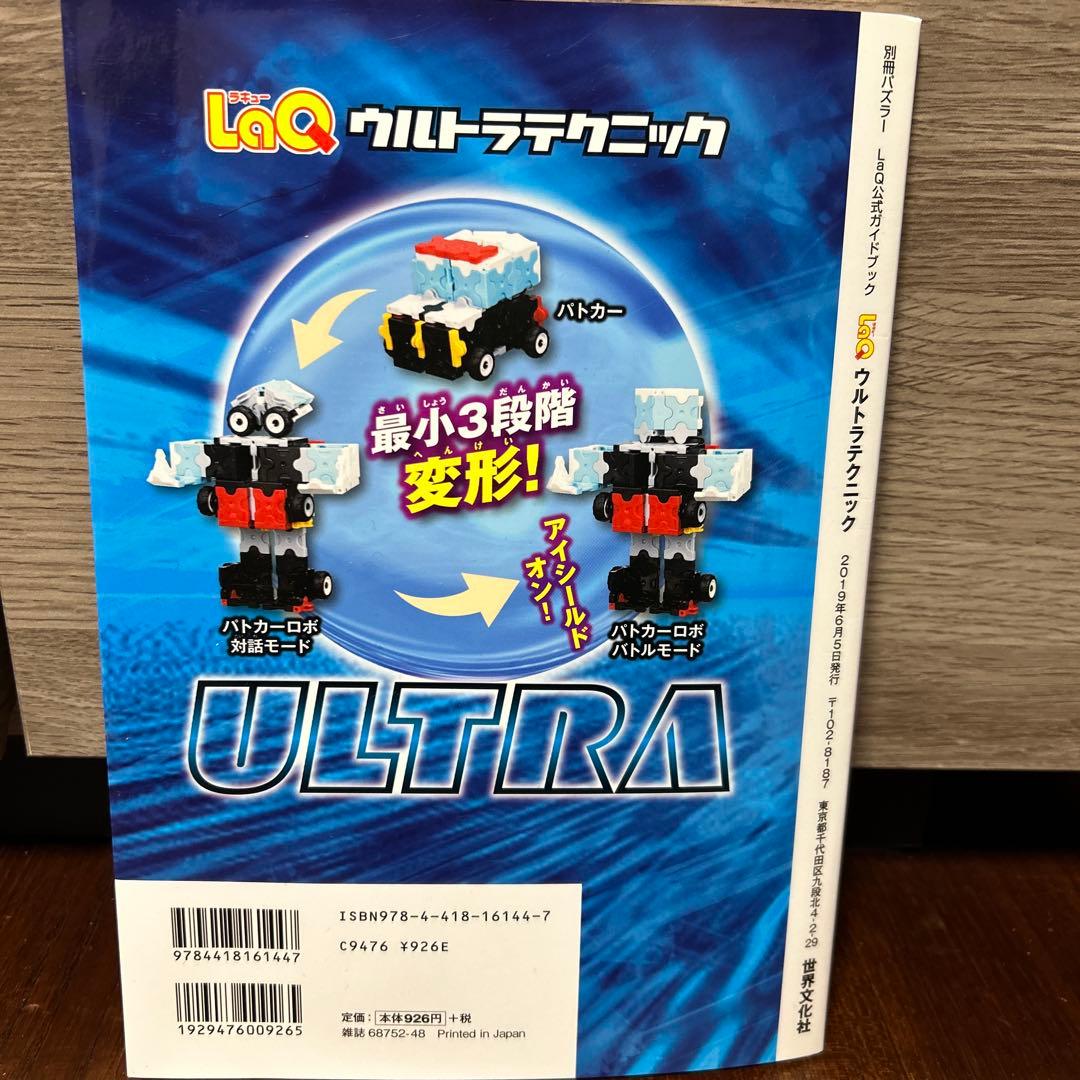 ラキュー
LaQ ウルトラテクニック
パトカー
さいしょう だんかい
最小3段階
へんけい
変形!
アイシールド
オン!
パトカーロボ
対話モード
パトカーロボ
バトルモード
ULTRA
ISBN978-4-418-16144-7
C9476 ¥926E
9784418161447
1929476009265
定価：本体926円+税
雑誌 68752-48 Printed in Japan
別冊パズラー LaQ公式ガイドブック ラキュー LaQ ウルトラテクニック 2019年6月5日発行 〒102-8187 東京都千代田区九段北4-2-29 世界文化社